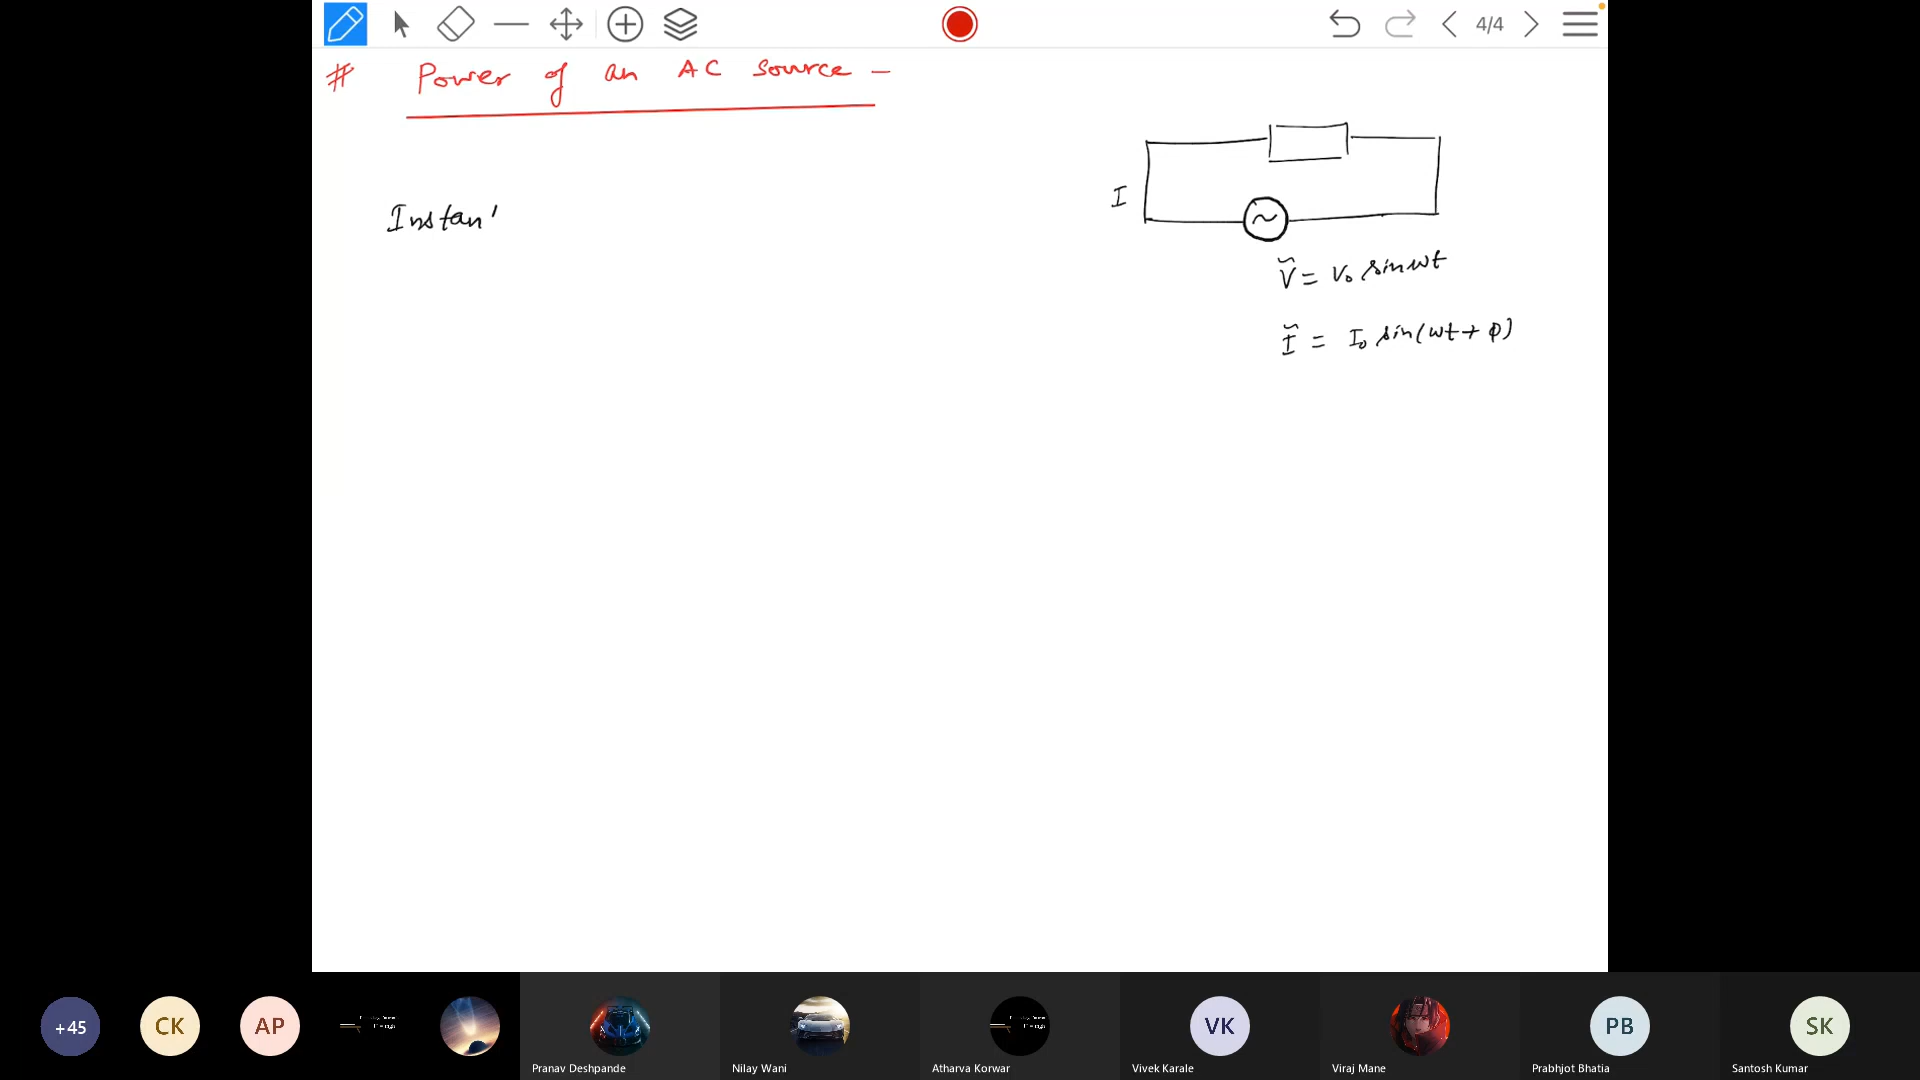 4/4
# Power of an AC source -
I
Instan'
Ṽ = V₀ sinωt
Ĩ = I₀ sin(ωt + φ)
+45
CK
AP
VK
PB
SK
Pranav Deshpande
Nilay Wani
Atharva Korwar
Vivek Karale
Viraj Mane
Prabhjot Bhatia
Santosh Kumar